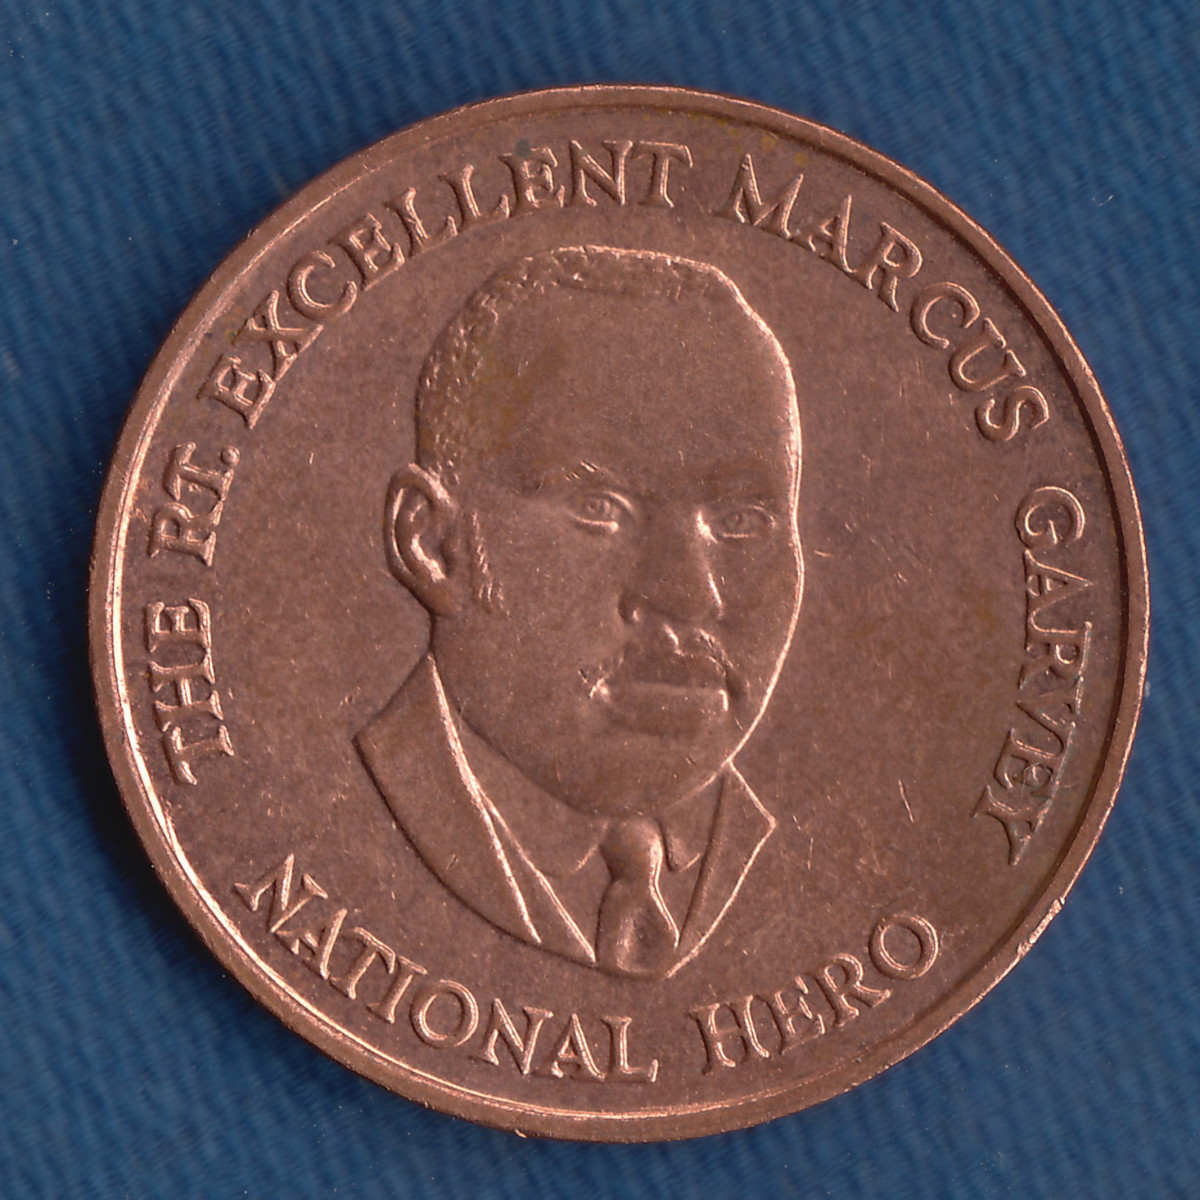 THE RT. EXCELLENT MARCUS GARVEY
NATIONAL HERO